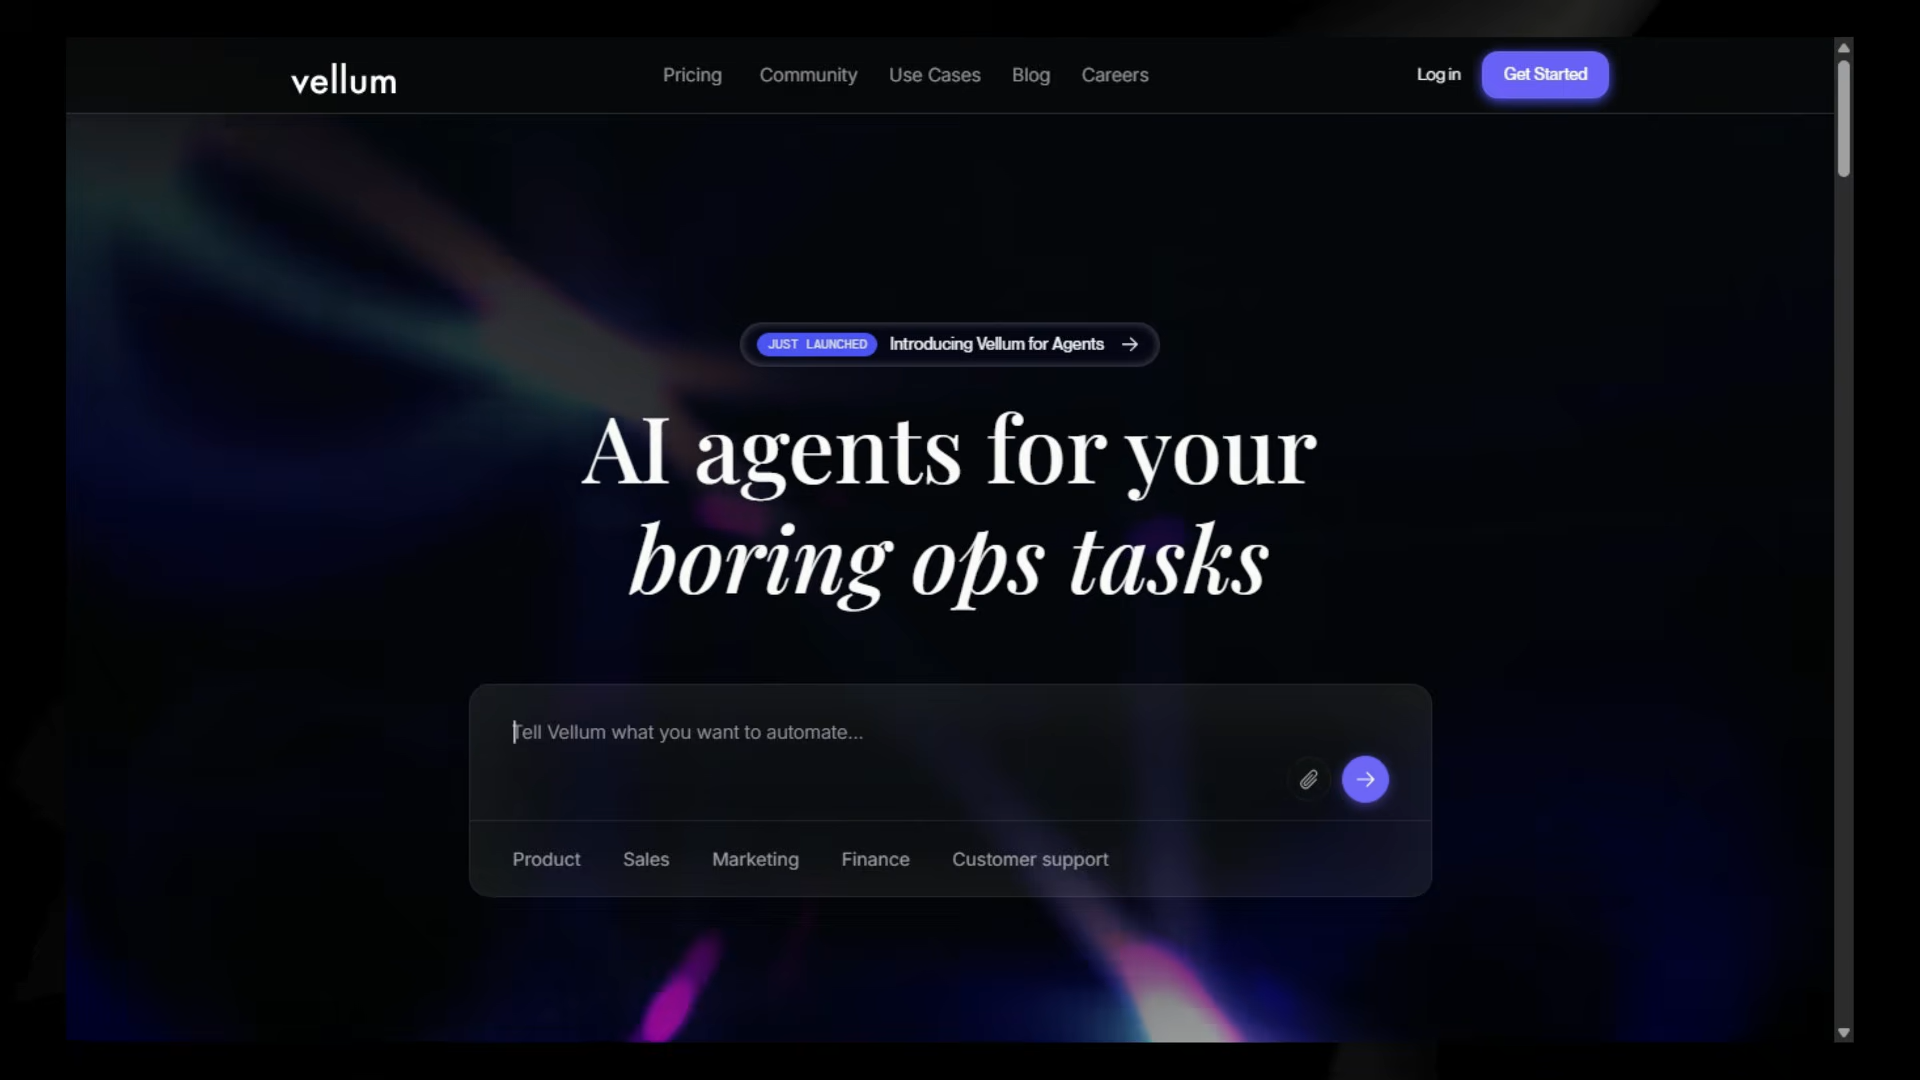 vellum
Pricing Community Use Cases Blog Careers
Log in Get Started
JUST LAUNCHED Introducing Vellum for Agents →
AI agents for your
boring ops tasks
Tell Vellum what you want to automate...
Product Sales Marketing Finance Customer support